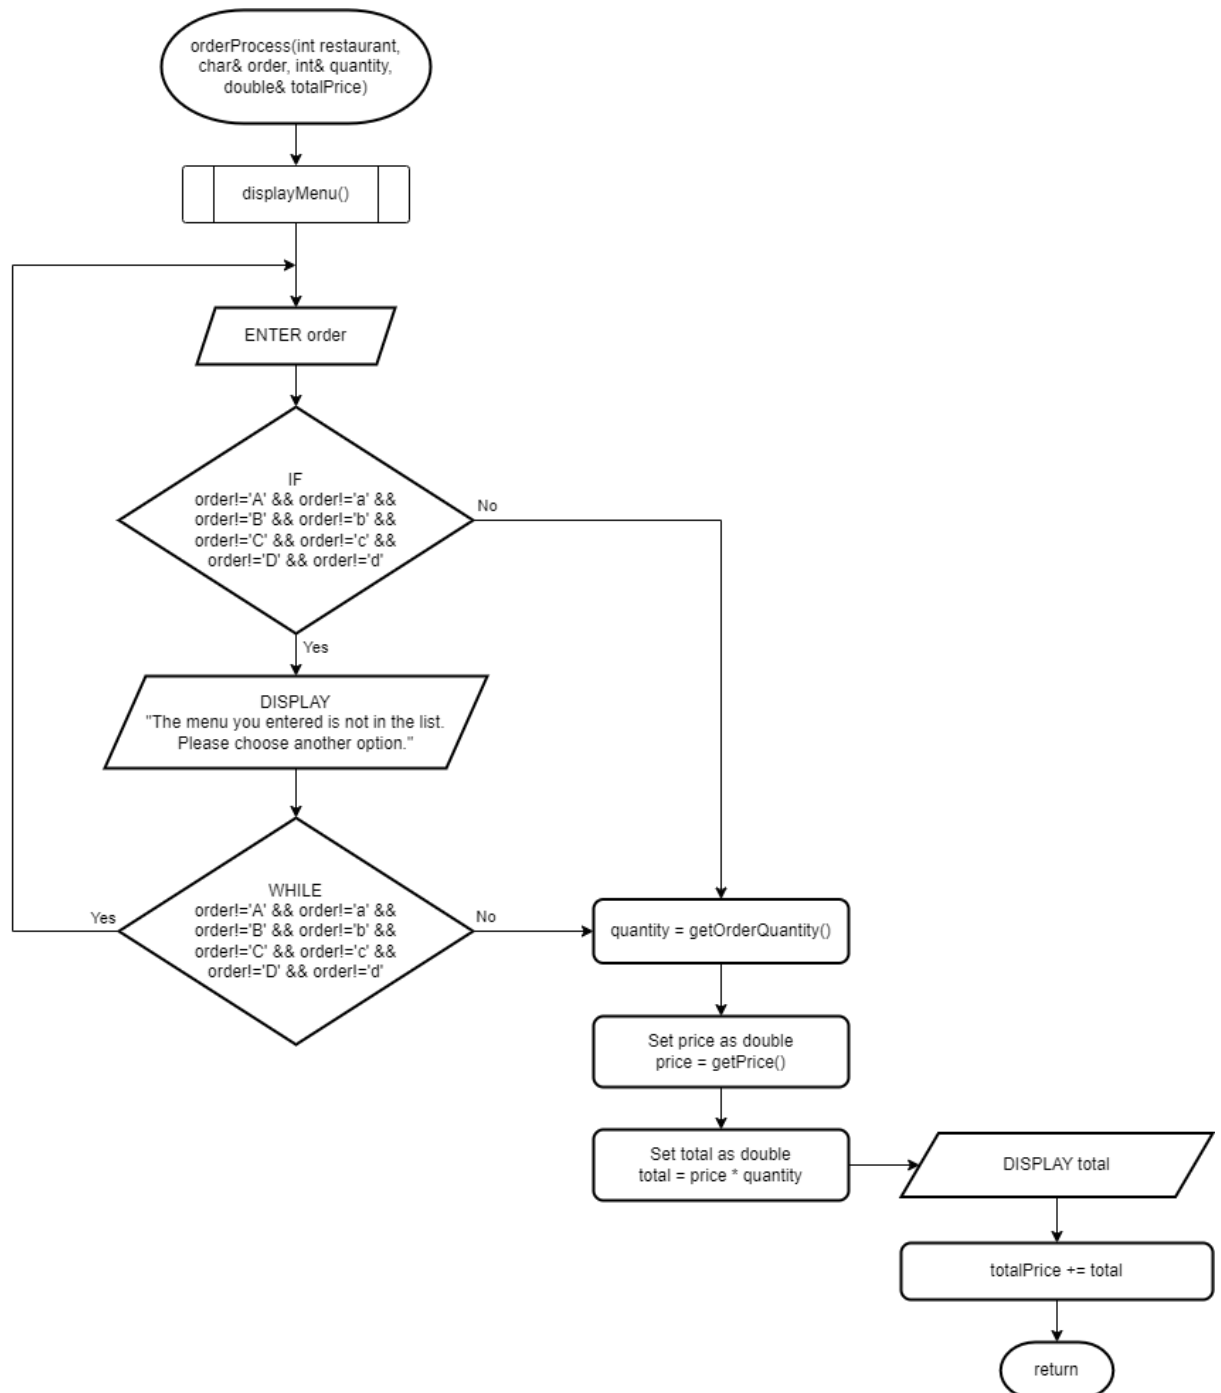 orderProcess(int restaurant,
char& order, int& quantity,
double& totalPrice)
displayMenu()
ENTER order
IF
order!='A' && order!='a' &&
order!='B' && order!='b' &&
order!='C' && order!='c' &&
order!='D' && order!='d'
No
Yes
DISPLAY
"The menu you entered is not in the list.
Please choose another option."
WHILE
order!='A' && order!='a' &&
order!='B' && order!='b' &&
order!='C' && order!='c' &&
order!='D' && order!='d'
Yes
No
quantity = getOrderQuantity()
Set price as double
price = getPrice()
Set total as double
total = price * quantity
DISPLAY total
totalPrice += total
return